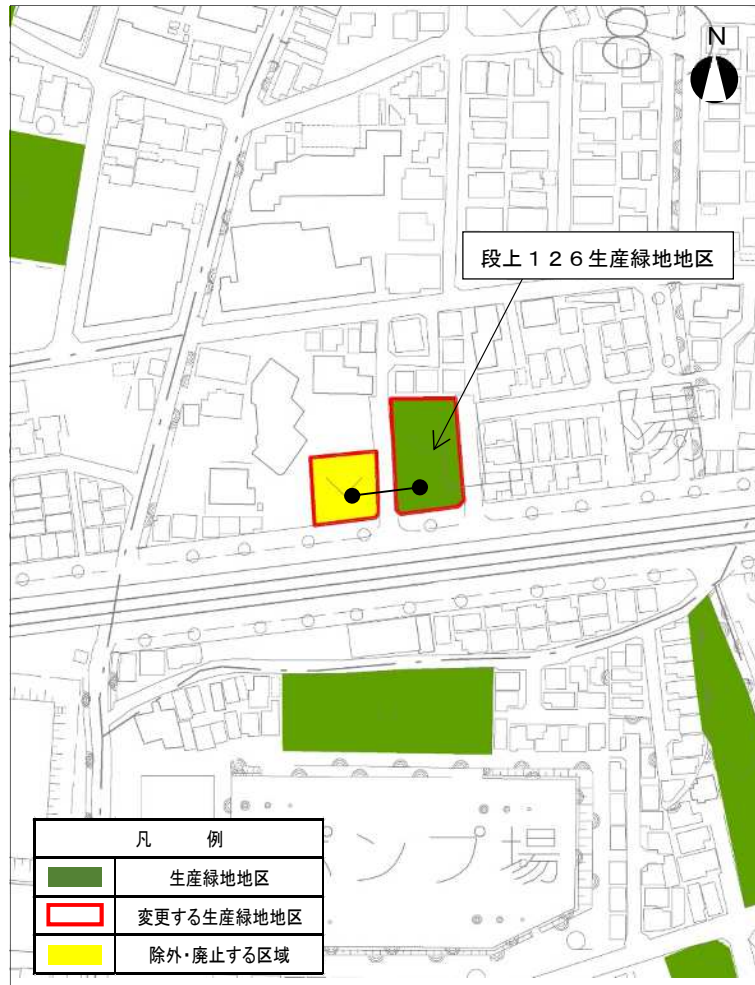 N
段上１２６生産緑地地区
ンプ場
凡 例
生産緑地地区
変更する生産緑地地区
除外・廃止する区域